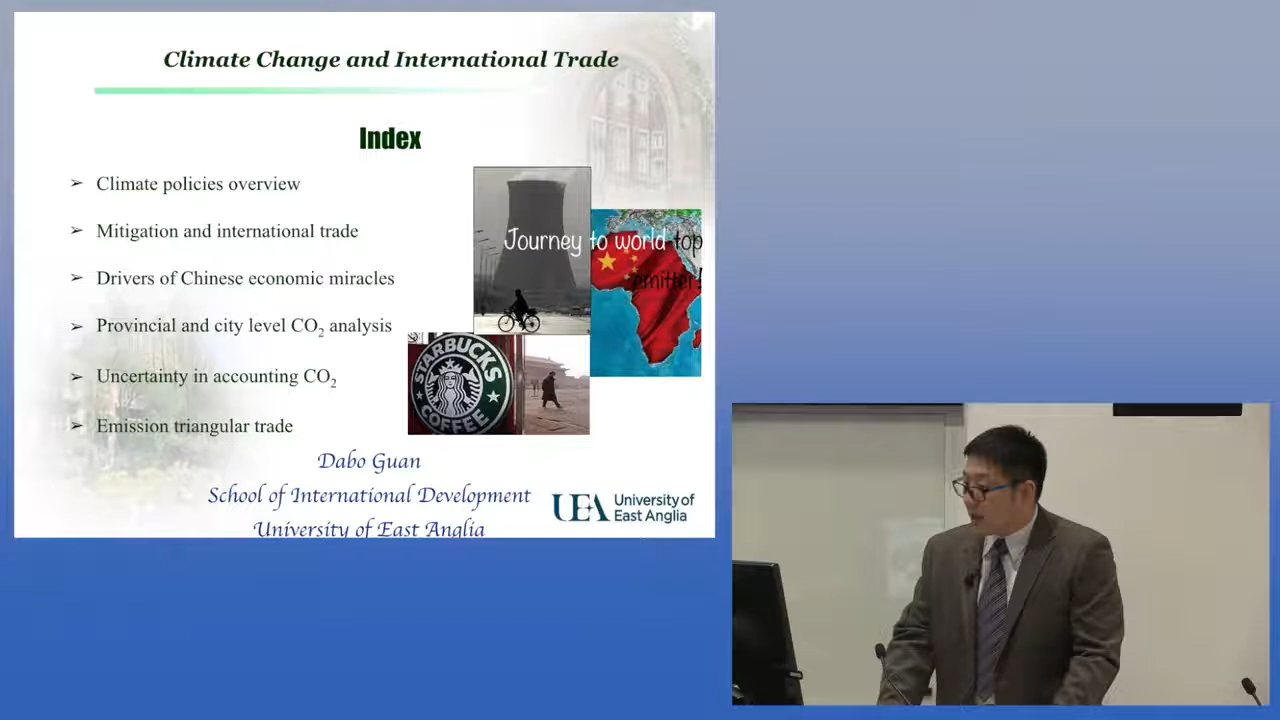 Climate Change and International Trade
Index
➢ Climate policies overview
➢ Mitigation and international trade
➢ Drivers of Chinese economic miracles
➢ Provincial and city level CO₂ analysis
➢ Uncertainty in accounting CO₂
➢ Emission triangular trade
Journey to world top
emitter!
STARBUCKS
COFFEE
Dabo Guan
School of International Development
University of East Anglia
UEA University of
East Anglia